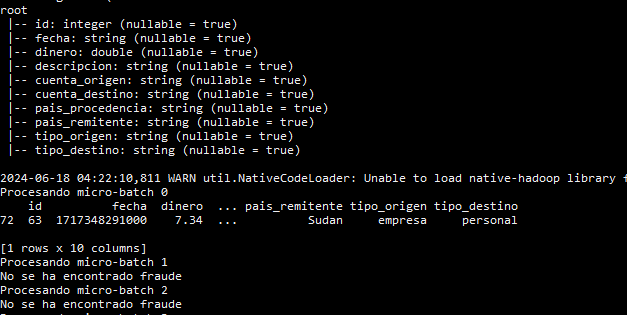 root
 |-- id: integer (nullable = true)
 |-- fecha: string (nullable = true)
 |-- dinero: double (nullable = true)
 |-- descripcion: string (nullable = true)
 |-- cuenta_origen: string (nullable = true)
 |-- cuenta_destino: string (nullable = true)
 |-- pais_procedencia: string (nullable = true)
 |-- pais_remitente: string (nullable = true)
 |-- tipo_origen: string (nullable = true)
 |-- tipo_destino: string (nullable = true)
2024-06-18 04:22:10,811 WARN util.NativeCodeLoader: Unable to load native-hadoop library f
Procesando micro-batch 0
    id          fecha  dinero  ... pais_remitente tipo_origen tipo_destino
72  63  1717348291000    7.34  ...          Sudan     empresa     personal
[1 rows x 10 columns]
Procesando micro-batch 1
No se ha encontrado fraude
Procesando micro-batch 2
No se ha encontrado fraude